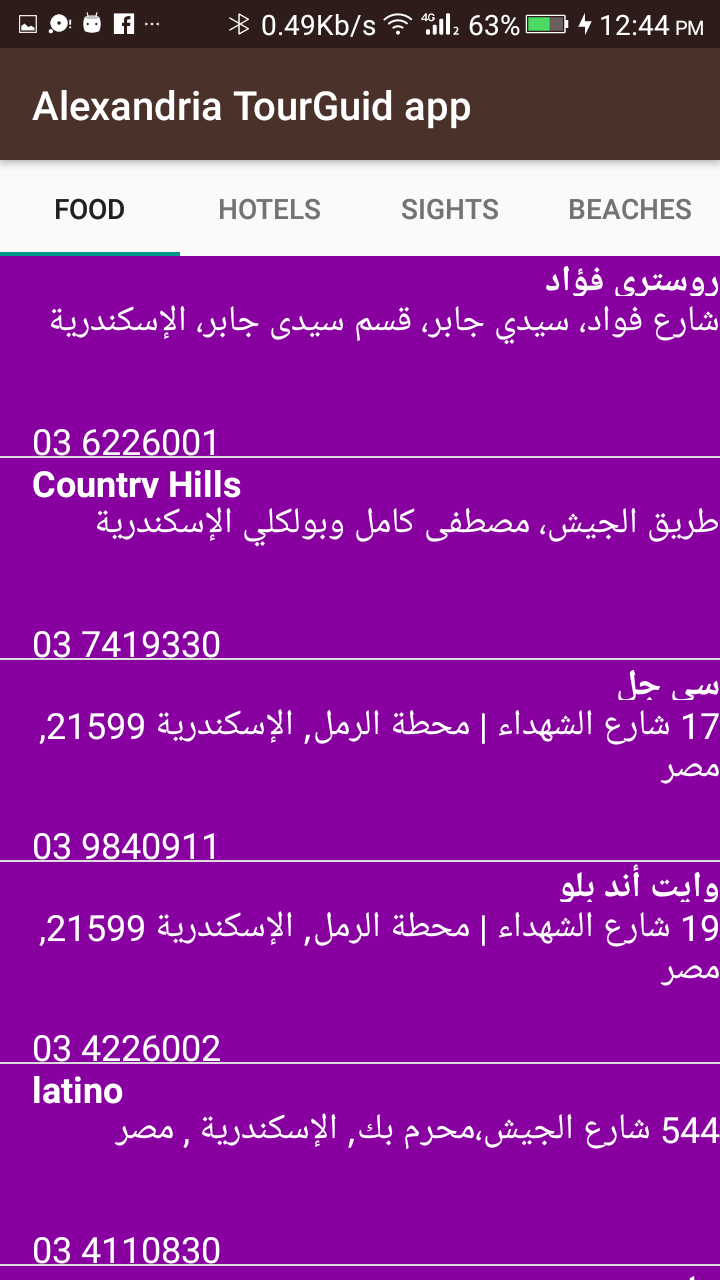 0.49Kb/s 4G 2 63% 12:44 PM
Alexandria TourGuid app
FOOD HOTELS SIGHTS BEACHES
روستري فؤاد
شارع فواد، سيدي جابر، قسم سيدى جابر، الإسكندرية
03 6226001
Country Hills
طريق الجيش، مصطفى كامل وبولكلي الإسكندرية
03 7419330
سي جل
17 شارع الشهداء | محطة الرمل, الإسكندرية 21599,
مصر
03 9840911
وايت أند بلو
19 شارع الشهداء | محطة الرمل, الإسكندرية 21599,
مصر
03 4226002
latino
544 شارع الجيش،محرم بك, الإسكندرية , مصر
03 4110830